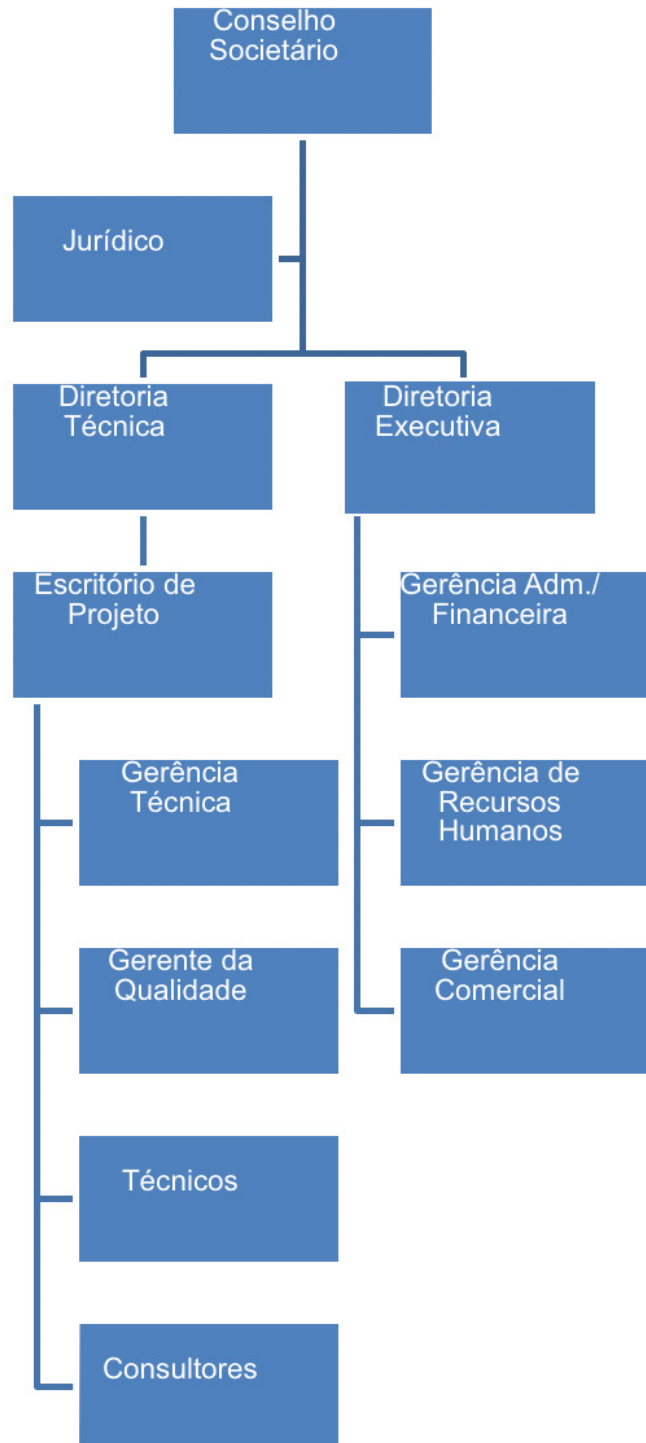 Conselho
Societário
Jurídico
Diretoria
Técnica
Diretoria
Executiva
Escritório de
Projeto
Gerência Adm./
Financeira
Gerência
Técnica
Gerência de
Recursos
Humanos
Gerente da
Qualidade
Gerência
Comercial
Técnicos
Consultores